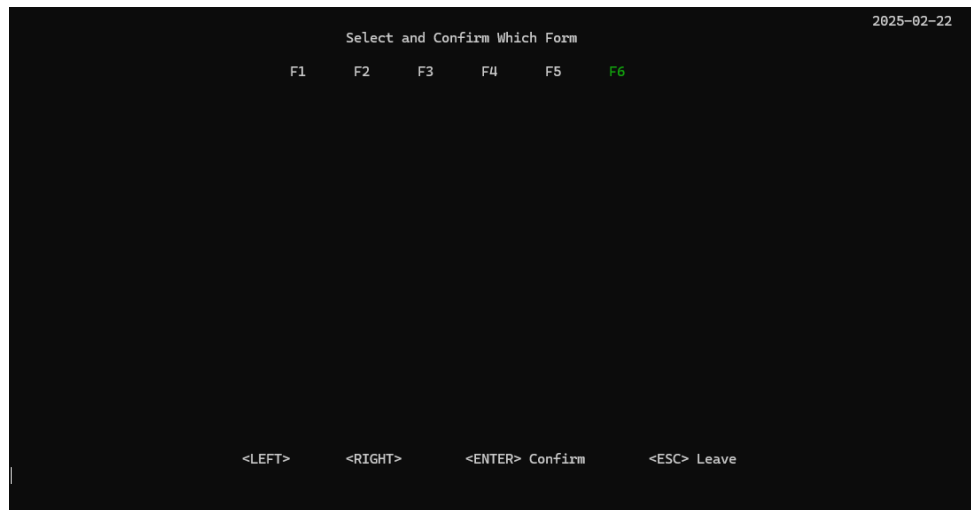 2025-02-22
Select and Confirm Which Form
F1 F2 F3 F4 F5 F6
<LEFT> <RIGHT> <ENTER> Confirm <ESC> Leave